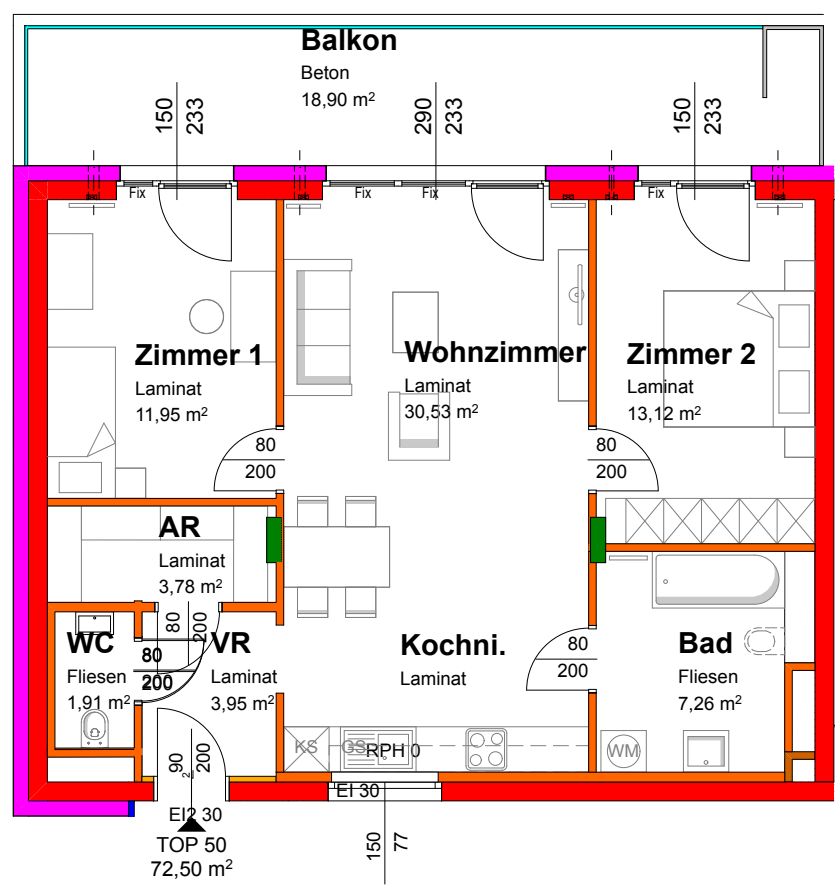 Balkon
Beton
18,90 m²
150
233
290
233
150
233
Fix
Fix
Fix
Fix
Zimmer 1
Laminat
11,95 m²
Wohnzimmer
Laminat
30,53 m²
Zimmer 2
Laminat
13,12 m²
80
200
80
200
AR
Laminat
3,78 m²
80
200
WC
Fliesen
1,91 m²
80
200
VR
Laminat
3,95 m²
Kochni.
Laminat
80
200
Bad
Fliesen
7,26 m²
KS
GS
RPH 0
WM
90
2
200
EI 30
EI2 30
150
77
TOP 50
72,50 m²